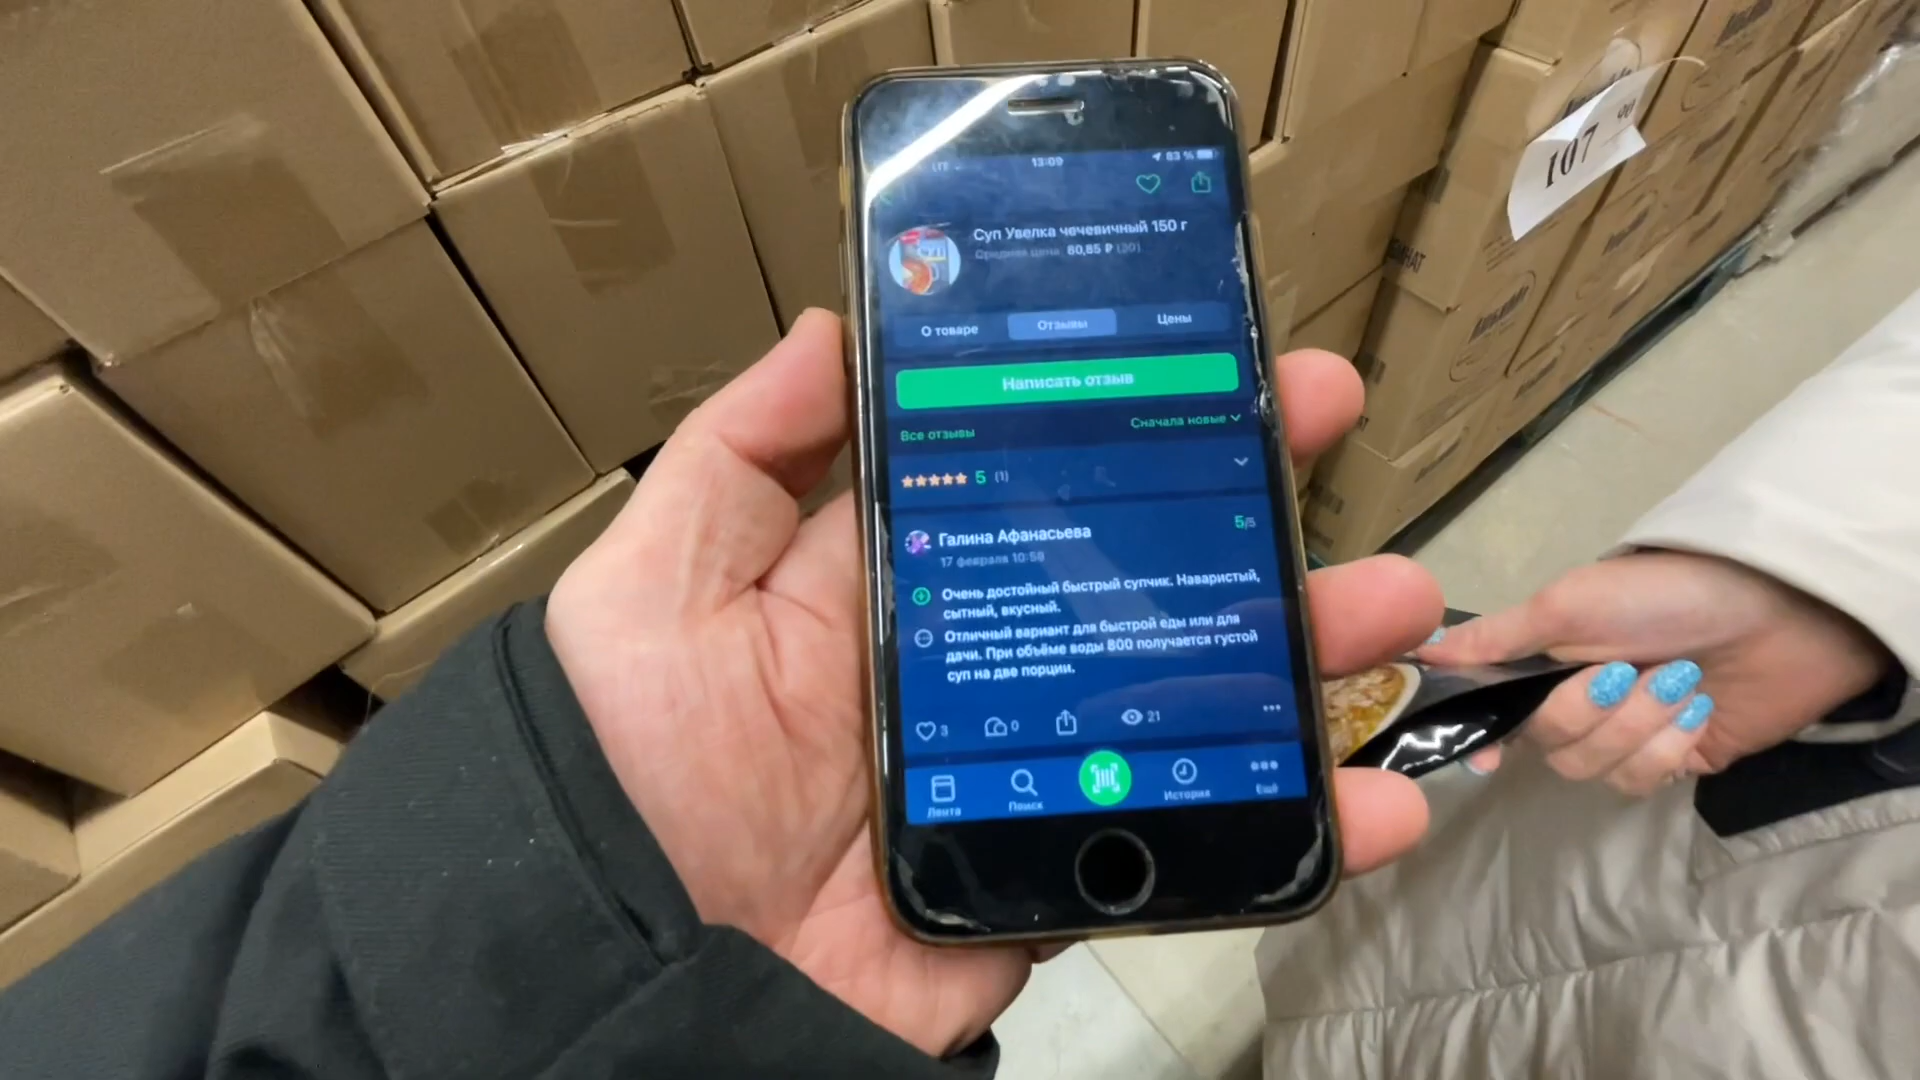 13:09
83 %
Суп Увелка чечевичный 150 г
Средняя цена 80,85 ₽ (30)
О товаре
Отзывы
Цены
Написать отзыв
Все отзывы
Сначала новые
5 (1)
Галина Афанасьева
5/5
17 февраля 10:58
Очень достойный быстрый супчик. Наваристый,
сытный, вкусный.
Отличный вариант для быстрой еды или для
дачи. При объёме воды 800 получается густой
суп на две порции.
3
0
21
Лента
Поиск
История
Ещё
107 90